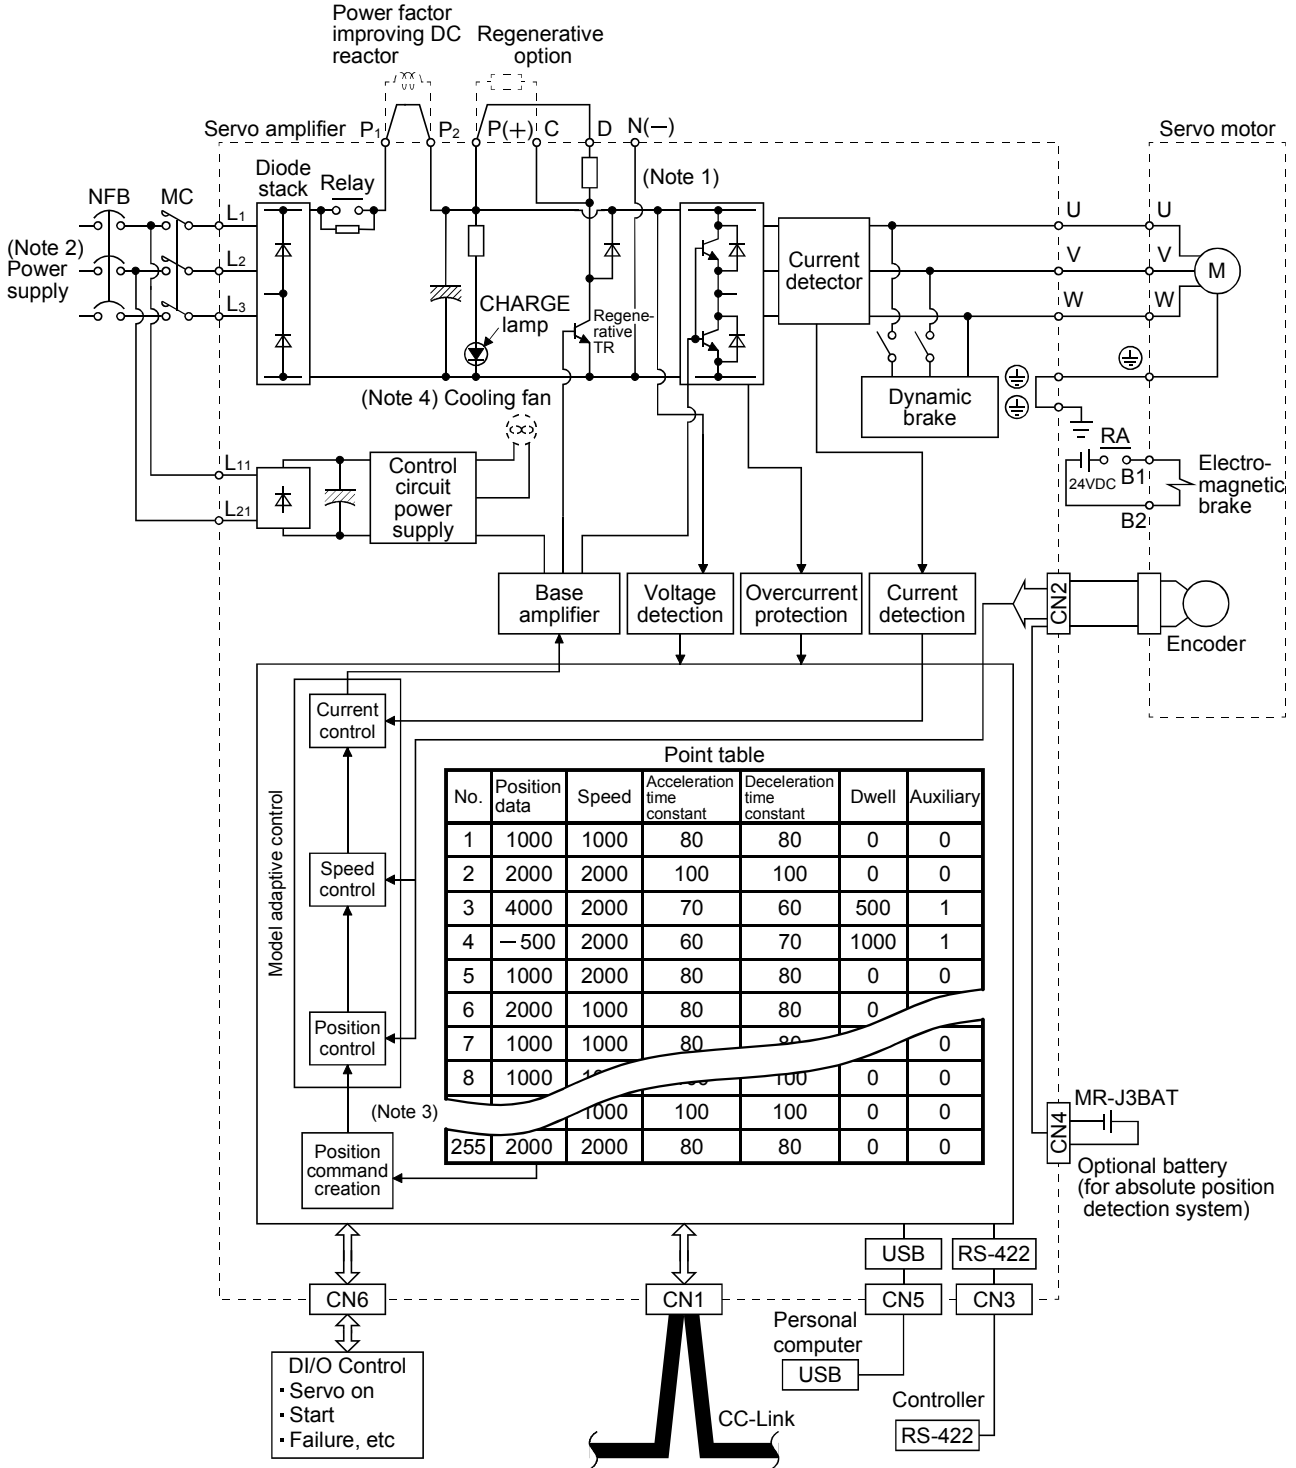 Power factor
improving DC
reactor
Regenerative
option
Servo amplifier
P1
P2
P(+)
C
D
N(−)
Servo motor
Diode
stack
Relay
(Note 1)
NFB
MC
L1
L2
L3
(Note 2)
Power
supply
CHARGE
lamp
Regene-
rative
TR
Current
detector
U
V
W
U
V
W
M
Dynamic
brake
(Note 4) Cooling fan
L11
L21
Control
circuit
power
supply
RA
24VDC
B1
B2
Electro-
magnetic
brake
Base
amplifier
Voltage
detection
Overcurrent
protection
Current
detection
CN2
Encoder
Model adaptive control
Current
control
Speed
control
Position
control
Position
command
creation
(Note 3)
Point table
No. Position data Speed Acceleration time constant Deceleration time constant Dwell Auxiliary
1 1000 1000 80 80 0 0
2 2000 2000 100 100 0 0
3 4000 2000 70 60 500 1
4 −500 2000 60 70 1000 1
5 1000 2000 80 80 0 0
6 2000 1000 80 80 0
7 1000 1000 80 80 0
8 1000 100 0 0
1000 100 100 0 0
255 2000 2000 80 80 0 0
CN4
MR-J3BAT
Optional battery
(for absolute position
detection system)
USB
RS-422
CN6
CN1
CN5
CN3
DI/O Control
· Servo on
· Start
· Failure, etc
CC-Link
Personal
computer
USB
Controller
RS-422